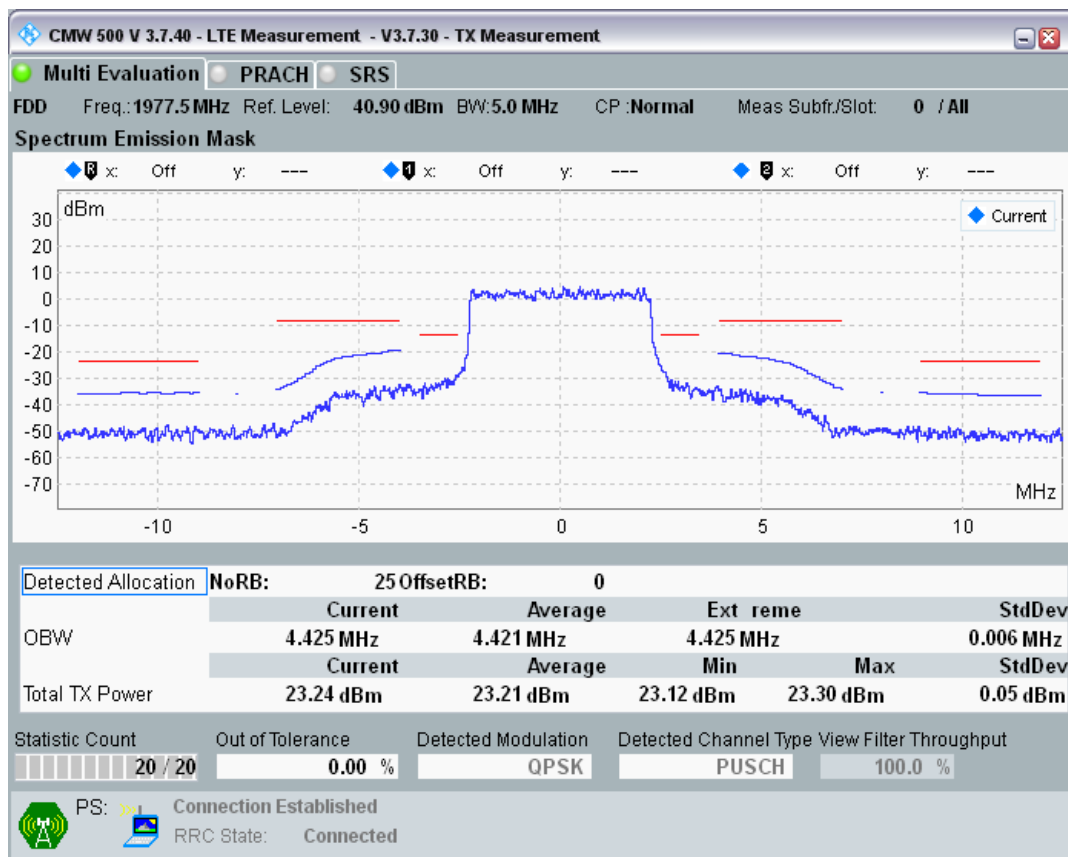 CMW 500 V 3.7.40 - LTE Measurement - V3.7.30 - TX Measurement
Multi Evaluation PRACH SRS
FDD Freq.:1977.5 MHz Ref. Level: 40.90 dBm BW:5.0 MHz CP :Normal Meas Subfr./Slot: 0 / All
Spectrum Emission Mask
R x: Off y: --- 1 x: Off y: --- 2 x: Off y: ---
dBm
Current
30
20
10
0
-10
-20
-30
-40
-50
-60
-70
MHz
-10 -5 0 5 10
Detected Allocation NoRB: 25 OffsetRB: 0
Current Average Ext reme StdDev
OBW 4.425 MHz 4.421 MHz 4.425 MHz 0.006 MHz
Current Average Min Max StdDev
Total TX Power 23.24 dBm 23.21 dBm 23.12 dBm 23.30 dBm 0.05 dBm
Statistic Count Out of Tolerance Detected Modulation Detected Channel Type View Filter Throughput
20 / 20 0.00 % QPSK PUSCH 100.0 %
PS: Connection Established
RRC State: Connected